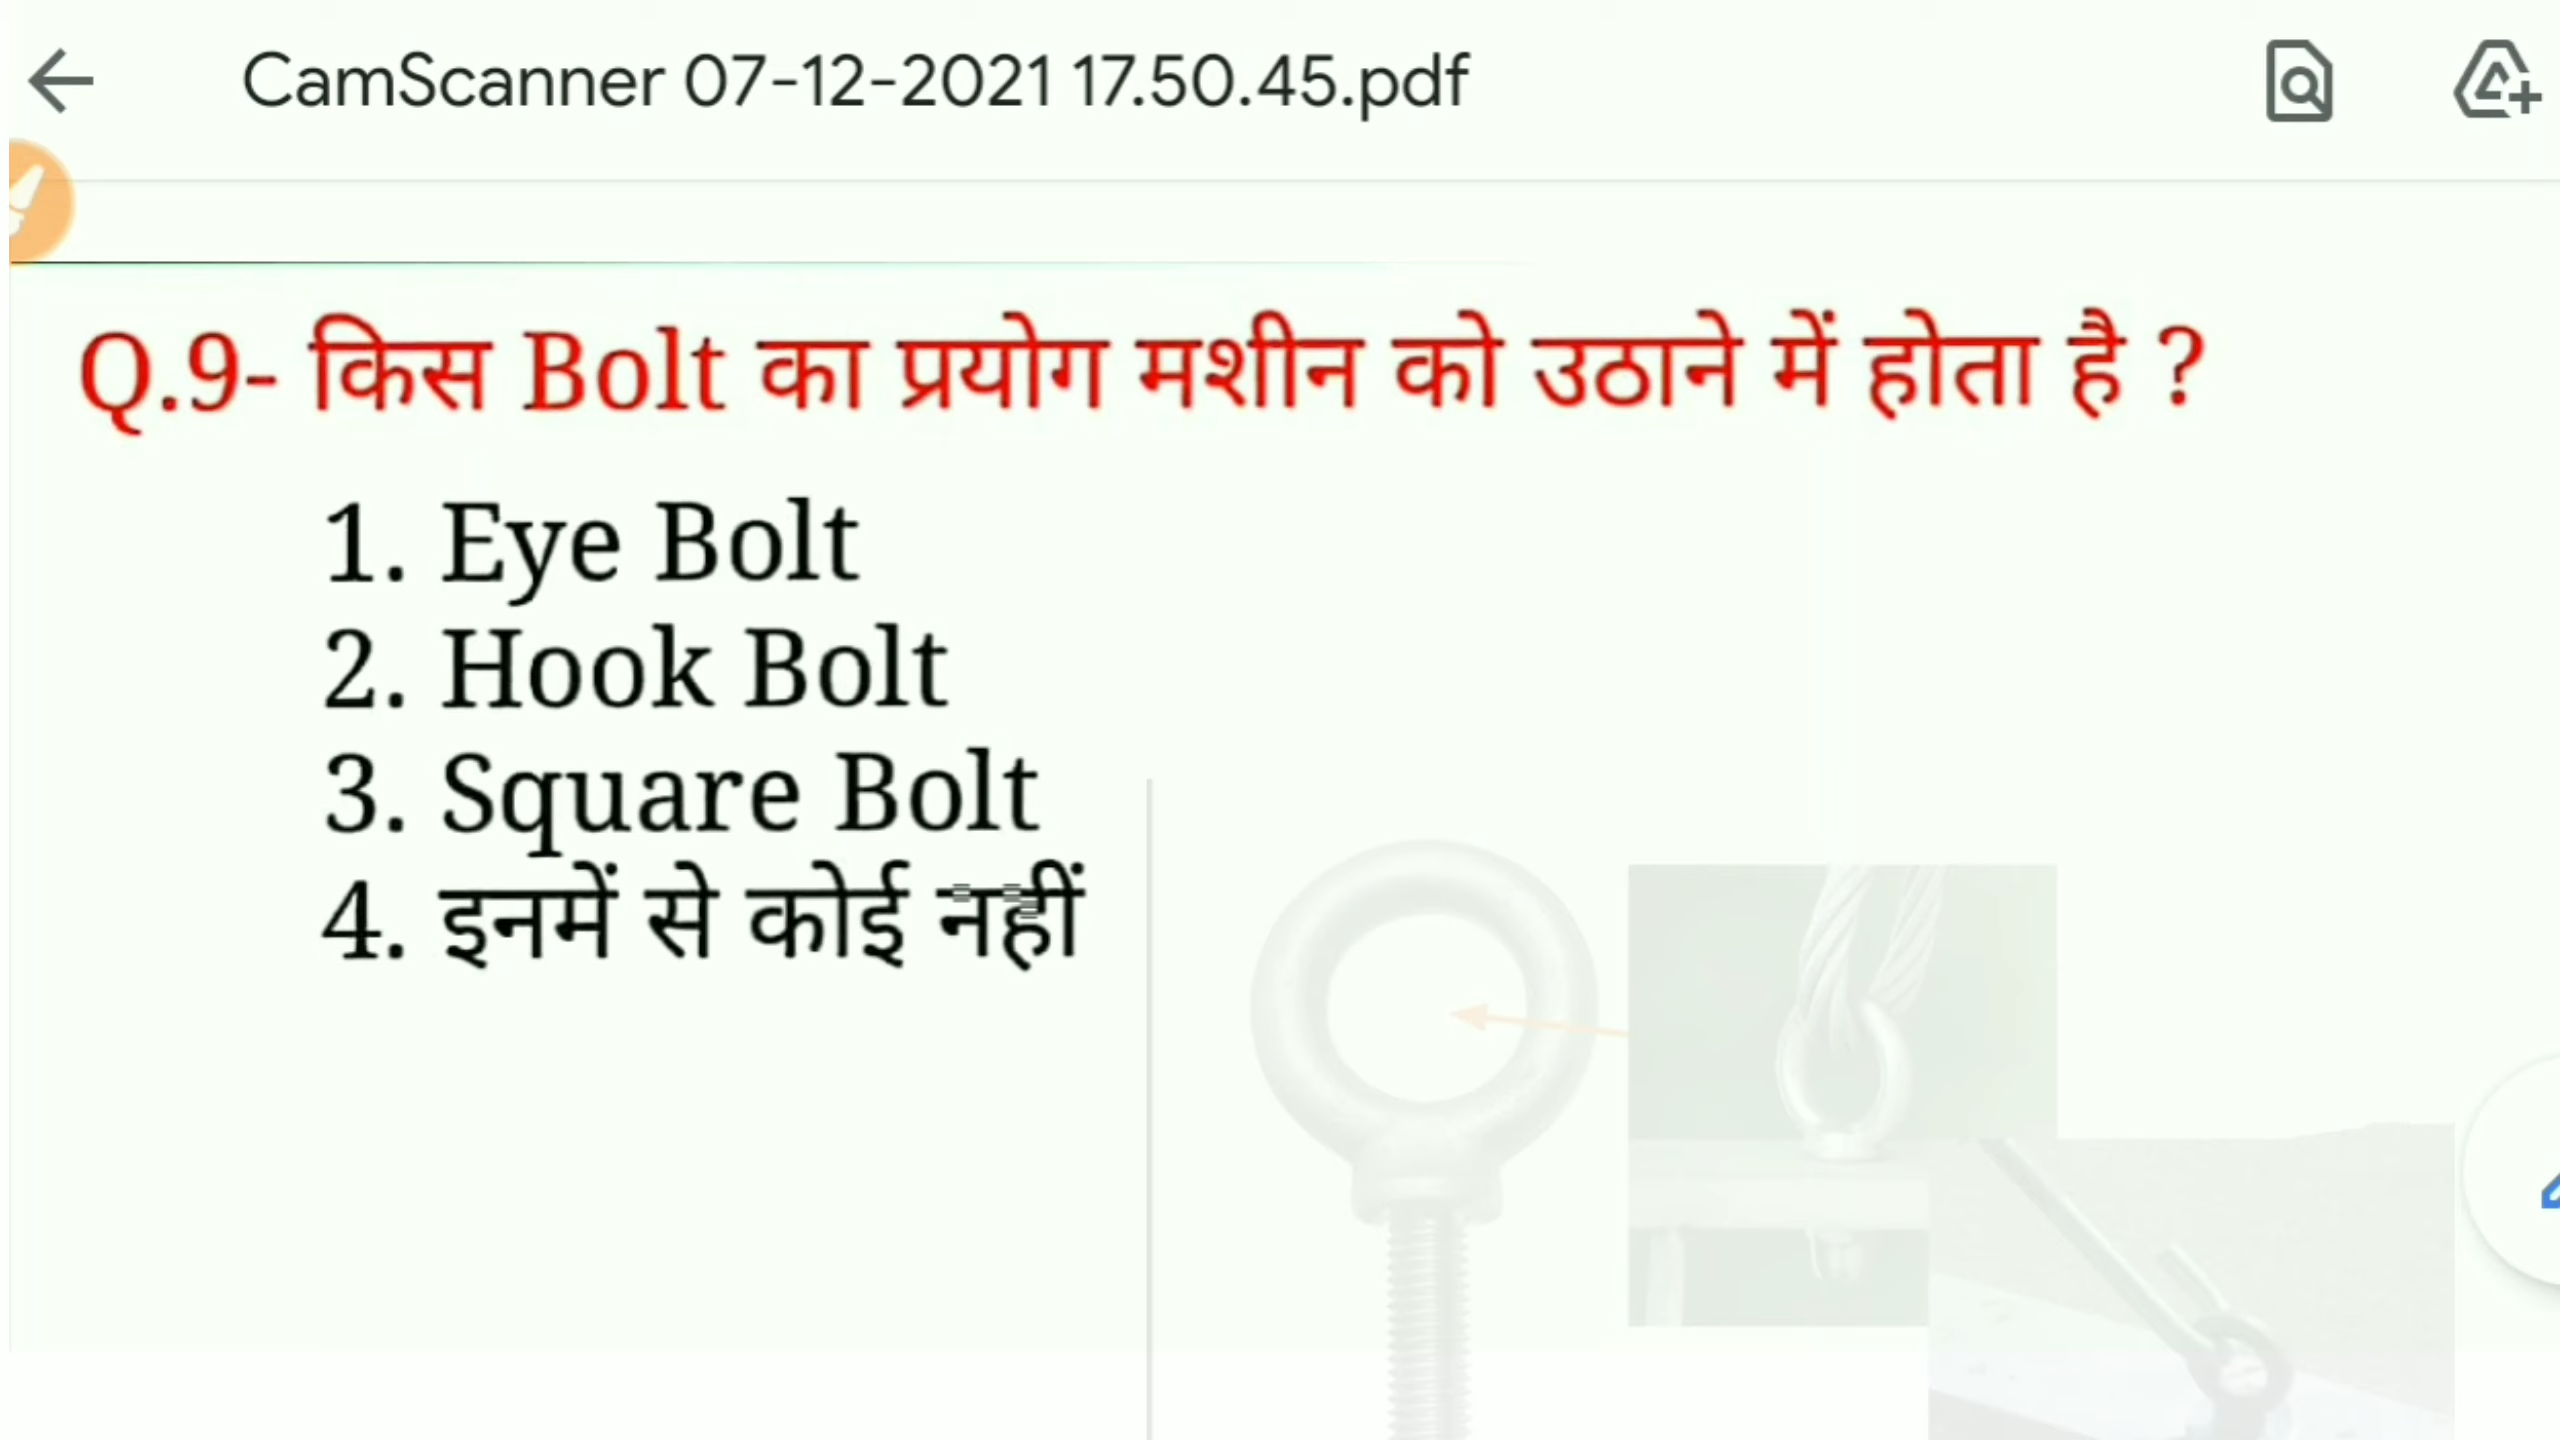 CamScanner 07-12-2021 17.50.45.pdf
Q.9- किस Bolt का प्रयोग मशीन को उठाने में होता है ?
1. Eye Bolt
2. Hook Bolt
3. Square Bolt
4. इनमें से कोई नहीं